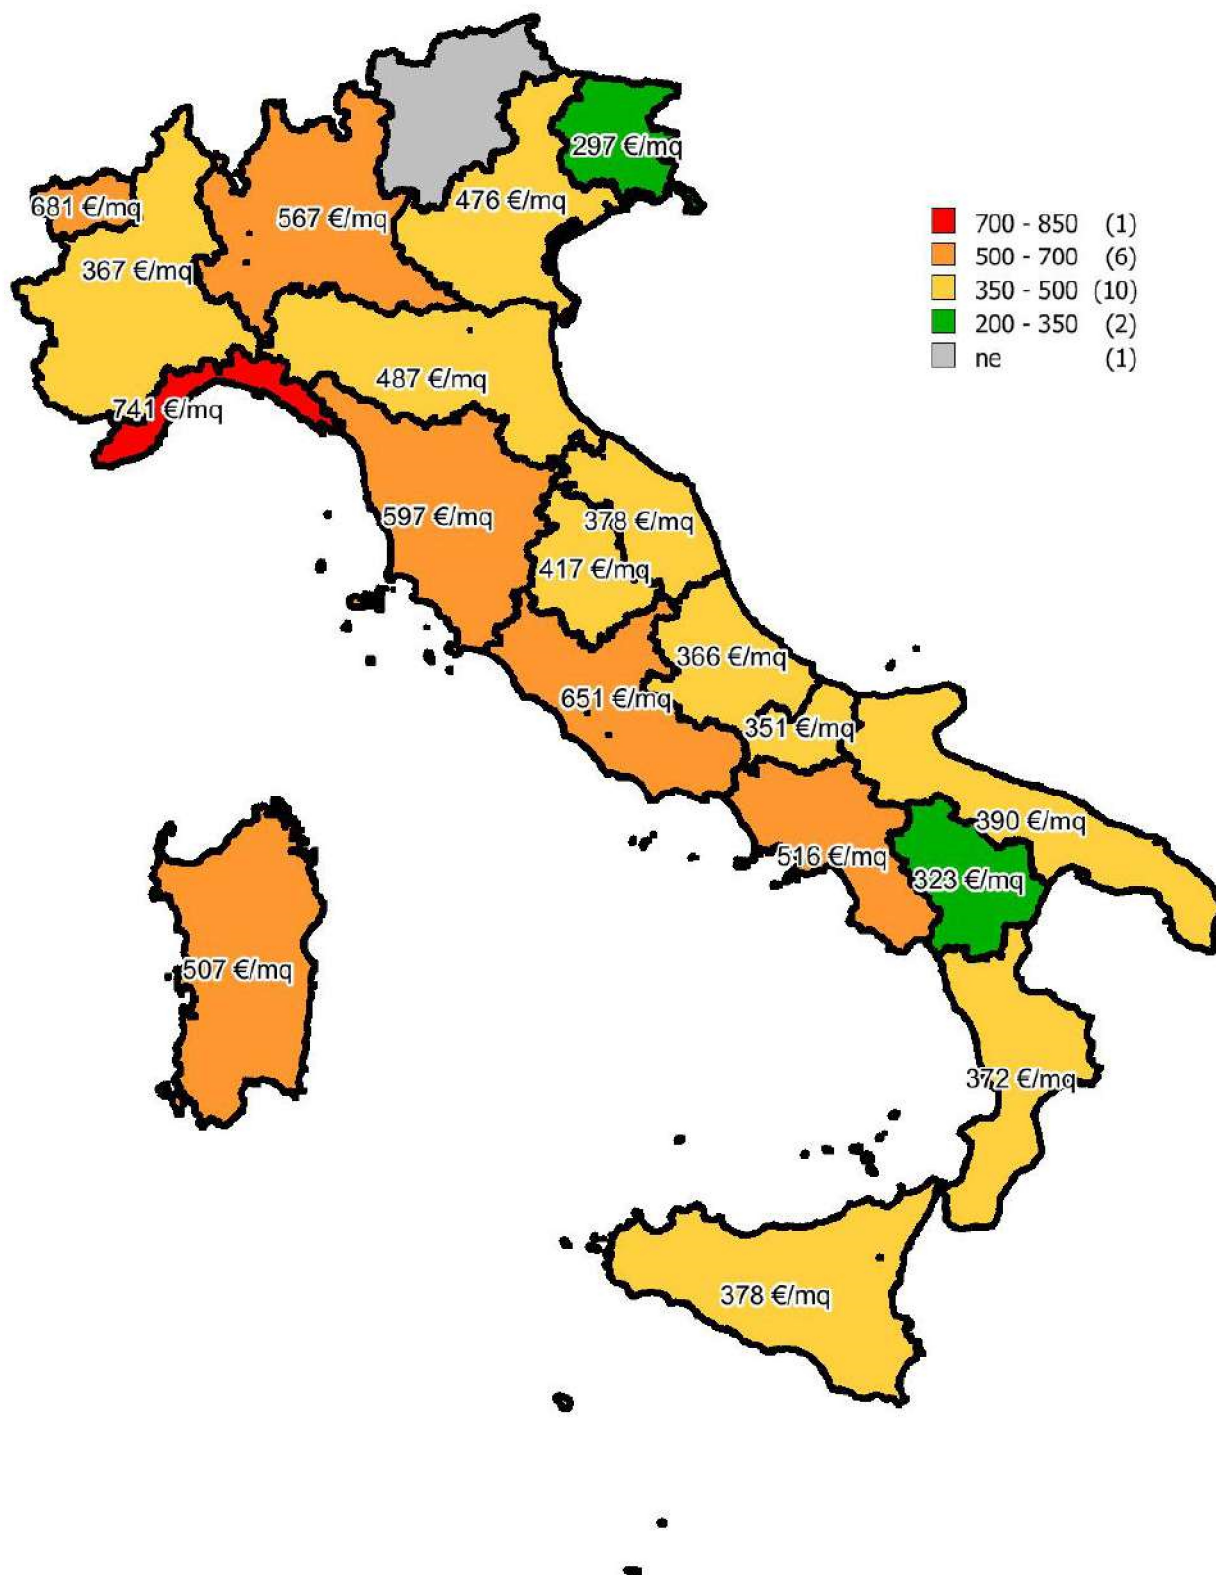 297 €/mq
476 €/mq
681 €/mq
567 €/mq
700 - 850 (1)
500 - 700 (6)
350 - 500 (10)
200 - 350 (2)
ne (1)
367 €/mq
487 €/mq
741 €/mq
597 €/mq
378 €/mq
417 €/mq
366 €/mq
651 €/mq
351 €/mq
390 €/mq
516 €/mq
323 €/mq
507 €/mq
372 €/mq
378 €/mq